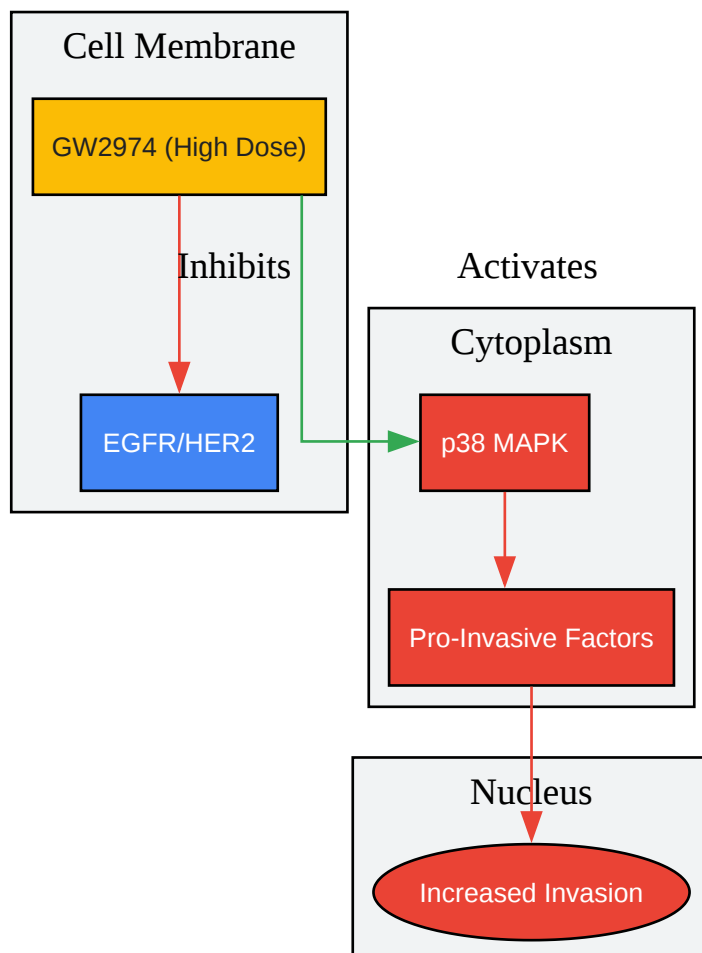 Cell Membrane
GW2974 (High Dose)
Inhibits
Activates
Cytoplasm
EGFR/HER2
p38 MAPK
Pro-Invasive Factors
Nucleus
Increased Invasion